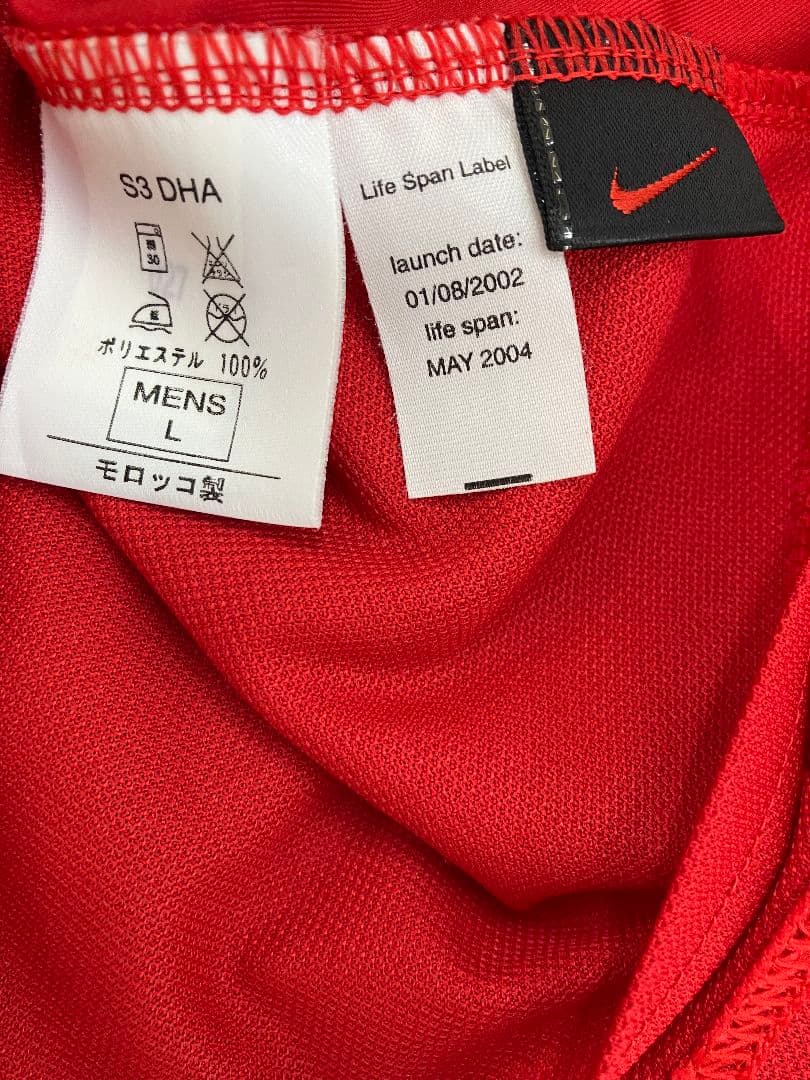 S3 DHA
30
ポリエステル 100%
MENS
L
モロッコ製
Life Span Label
launch date:
01/08/2002
life span:
MAY 2004